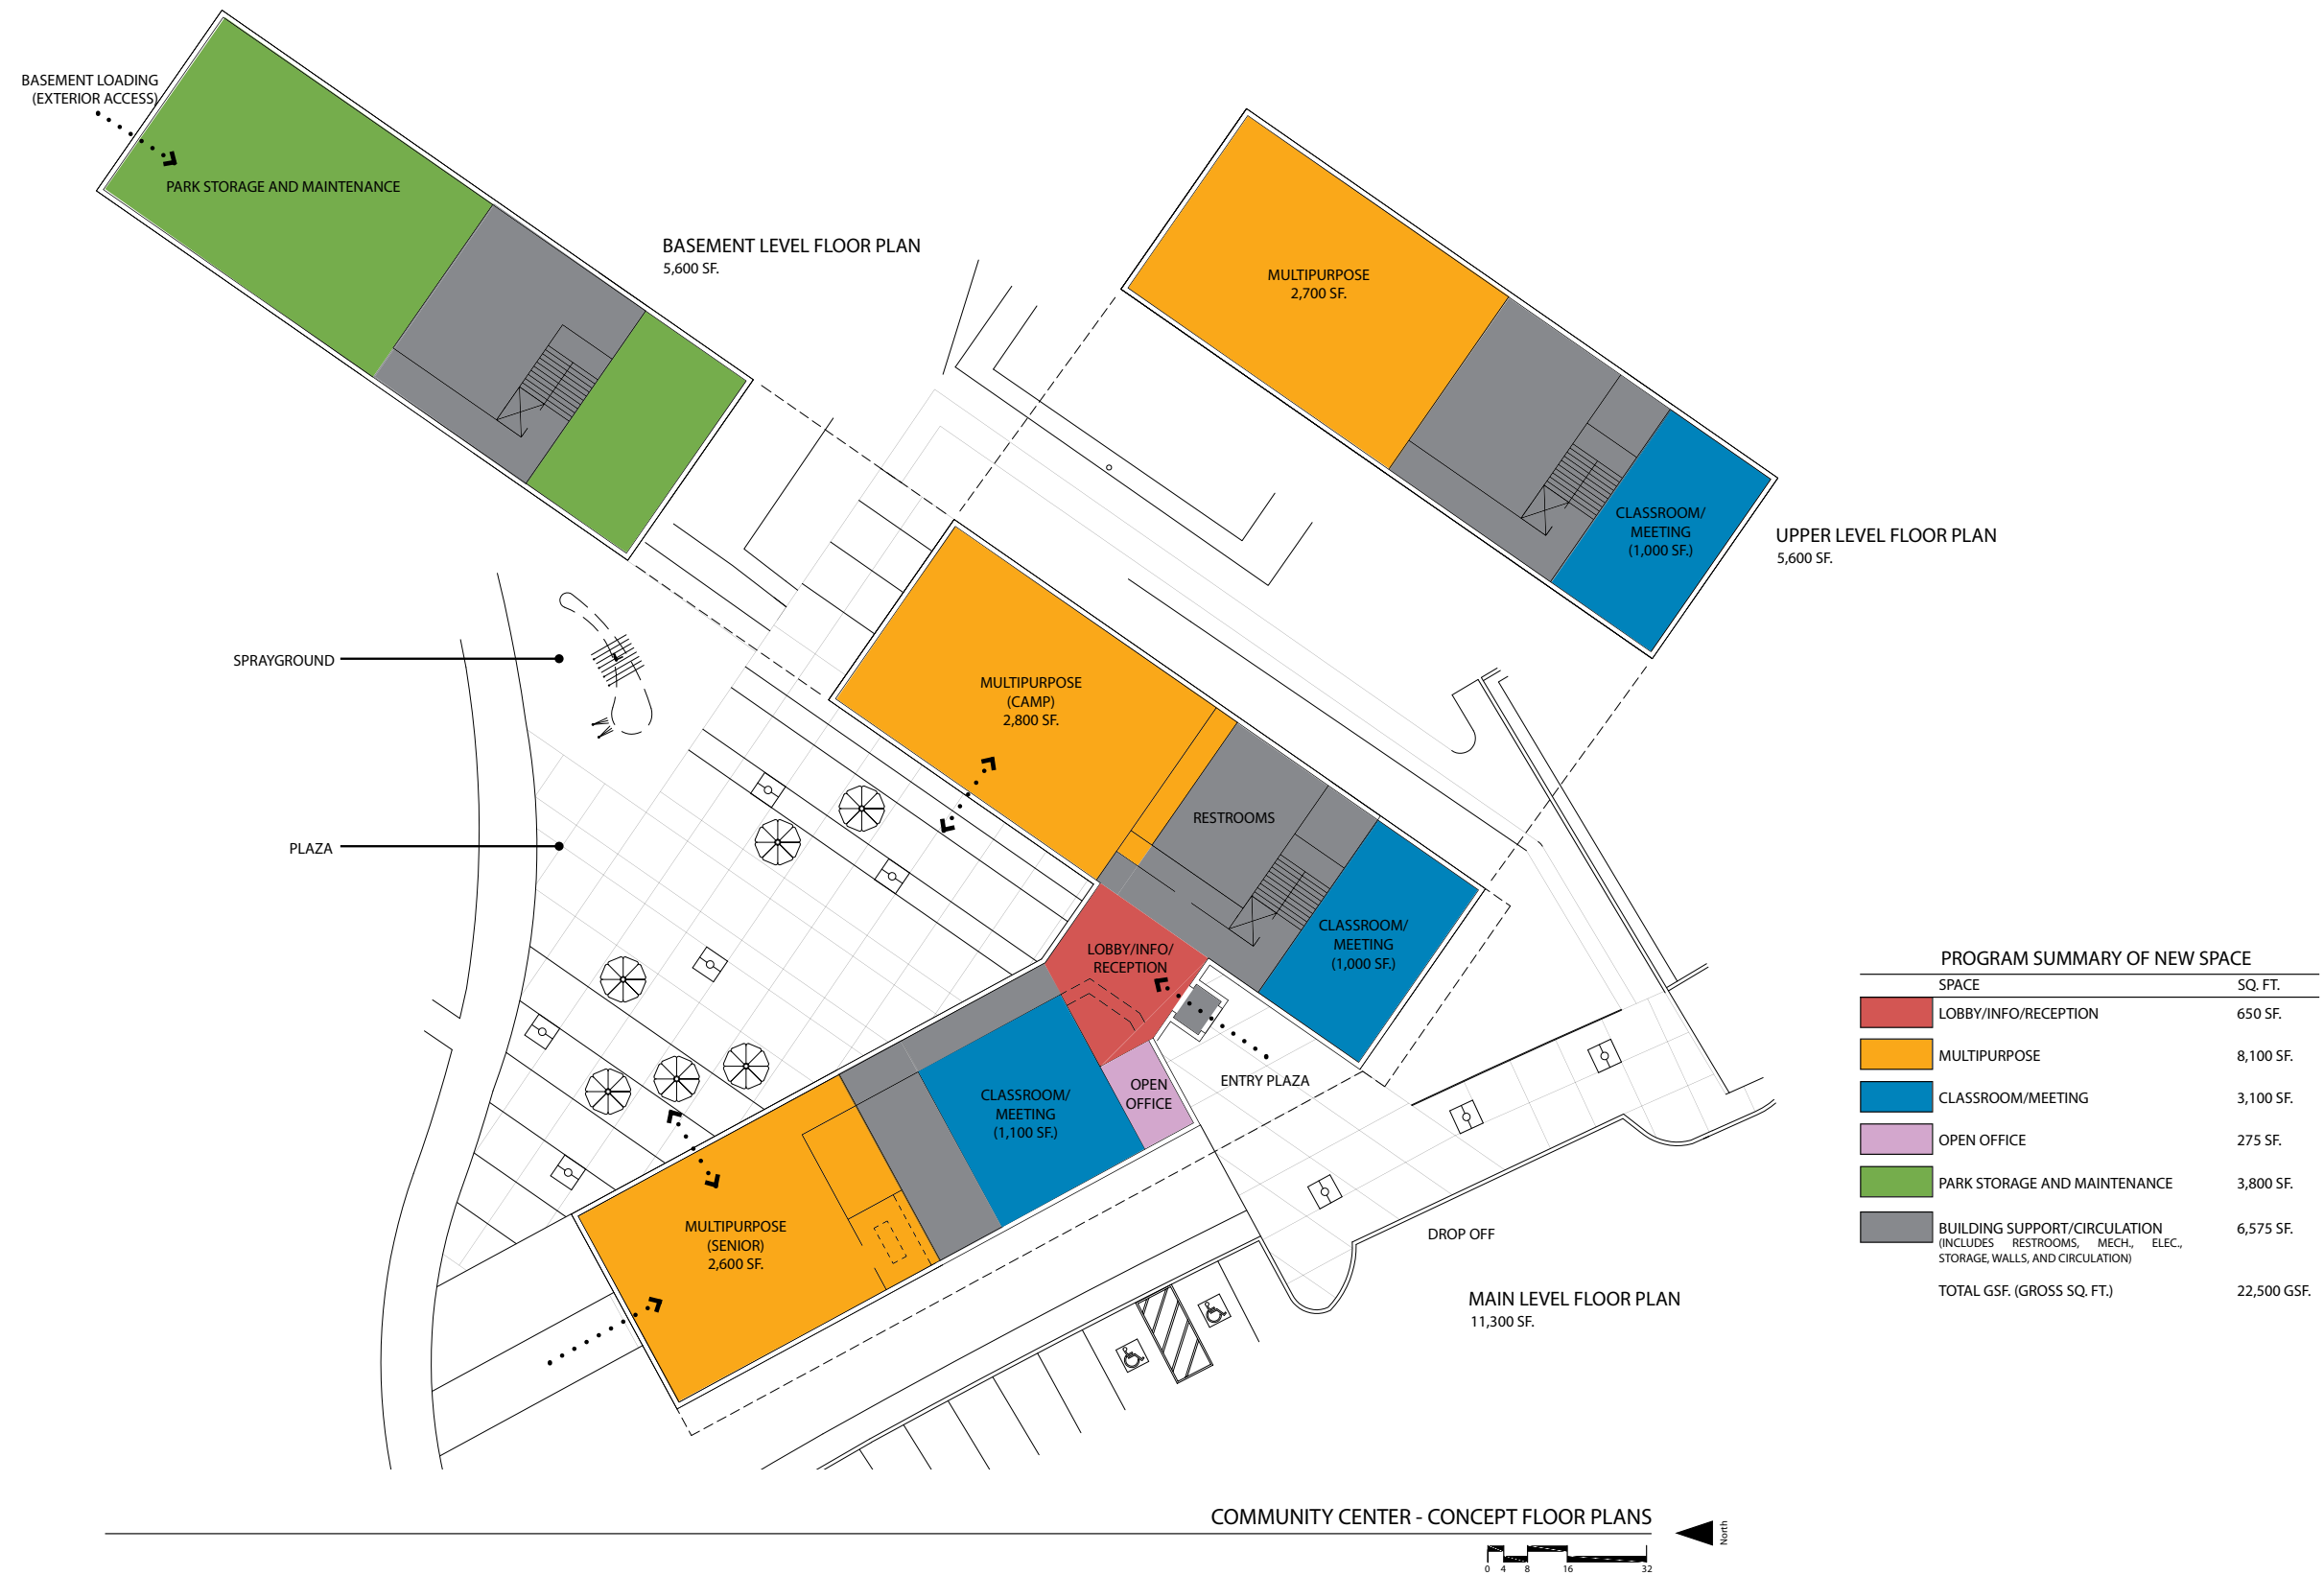 BASEMENT LOADING
(EXTERIOR ACCESS)
PARK STORAGE AND MAINTENANCE
BASEMENT LEVEL FLOOR PLAN
5,600 SF.
MULTIPURPOSE
2,700 SF.
CLASSROOM/
MEETING
(1,000 SF.)
UPPER LEVEL FLOOR PLAN
5,600 SF.
SPRAYGROUND
PLAZA
MULTIPURPOSE
(CAMP)
2,800 SF.
RESTROOMS
CLASSROOM/
MEETING
(1,000 SF.)
LOBBY/INFO/
RECEPTION
OPEN
OFFICE
ENTRY PLAZA
CLASSROOM/
MEETING
(1,100 SF.)
MULTIPURPOSE
(SENIOR)
2,600 SF.
DROP OFF
MAIN LEVEL FLOOR PLAN
11,300 SF.
PROGRAM SUMMARY OF NEW SPACE
SPACE SQ. FT.
LOBBY/INFO/RECEPTION 650 SF.
MULTIPURPOSE 8,100 SF.
CLASSROOM/MEETING 3,100 SF.
OPEN OFFICE 275 SF.
PARK STORAGE AND MAINTENANCE 3,800 SF.
BUILDING SUPPORT/CIRCULATION 6,575 SF.
(INCLUDES RESTROOMS, MECH., ELEC.,
STORAGE, WALLS, AND CIRCULATION)
TOTAL GSF. (GROSS SQ. FT.) 22,500 GSF.
COMMUNITY CENTER - CONCEPT FLOOR PLANS
North
0 4 8 16 32